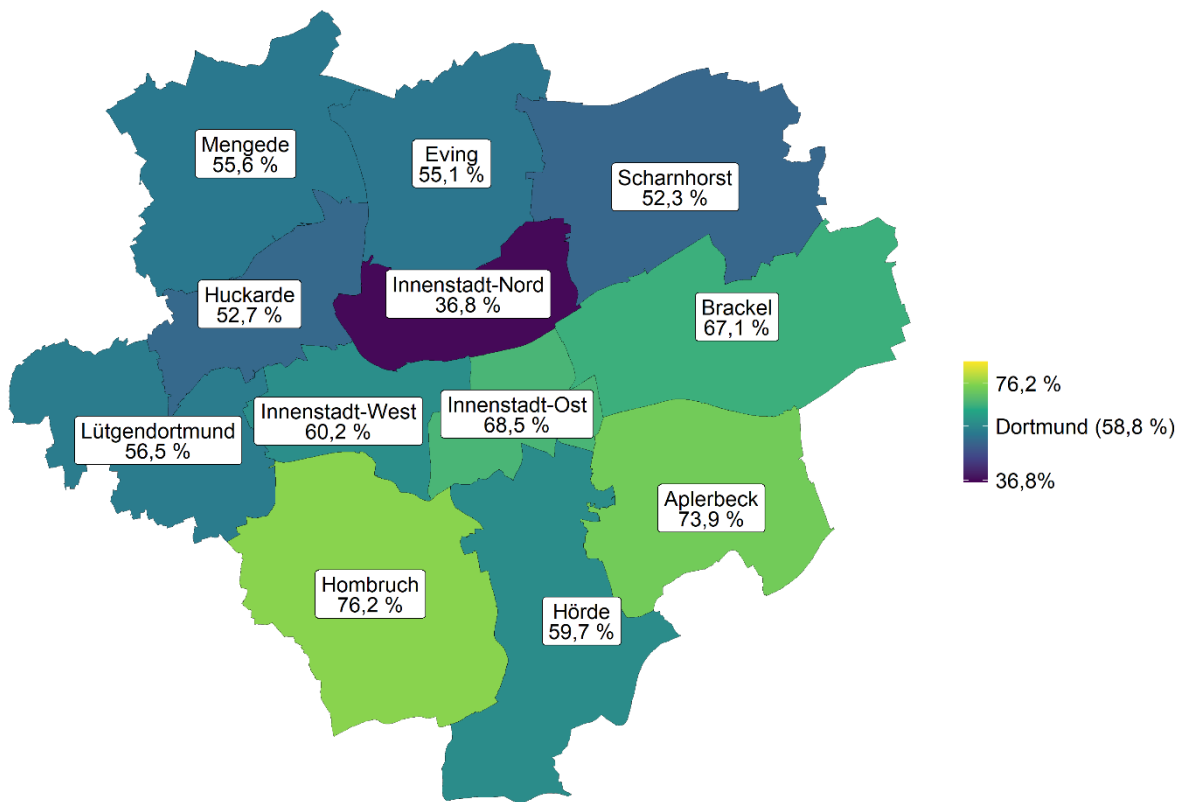 Mengede
55,6 %
Eving
55,1 %
Scharnhorst
52,3 %
Huckarde
52,7 %
Innenstadt-Nord
36,8 %
Brackel
67,1 %
Lütgendortmund
56,5 %
Innenstadt-West
60,2 %
Innenstadt-Ost
68,5 %
Aplerbeck
73,9 %
Hombruch
76,2 %
Hörde
59,7 %
76,2 %
Dortmund (58,8 %)
36,8%